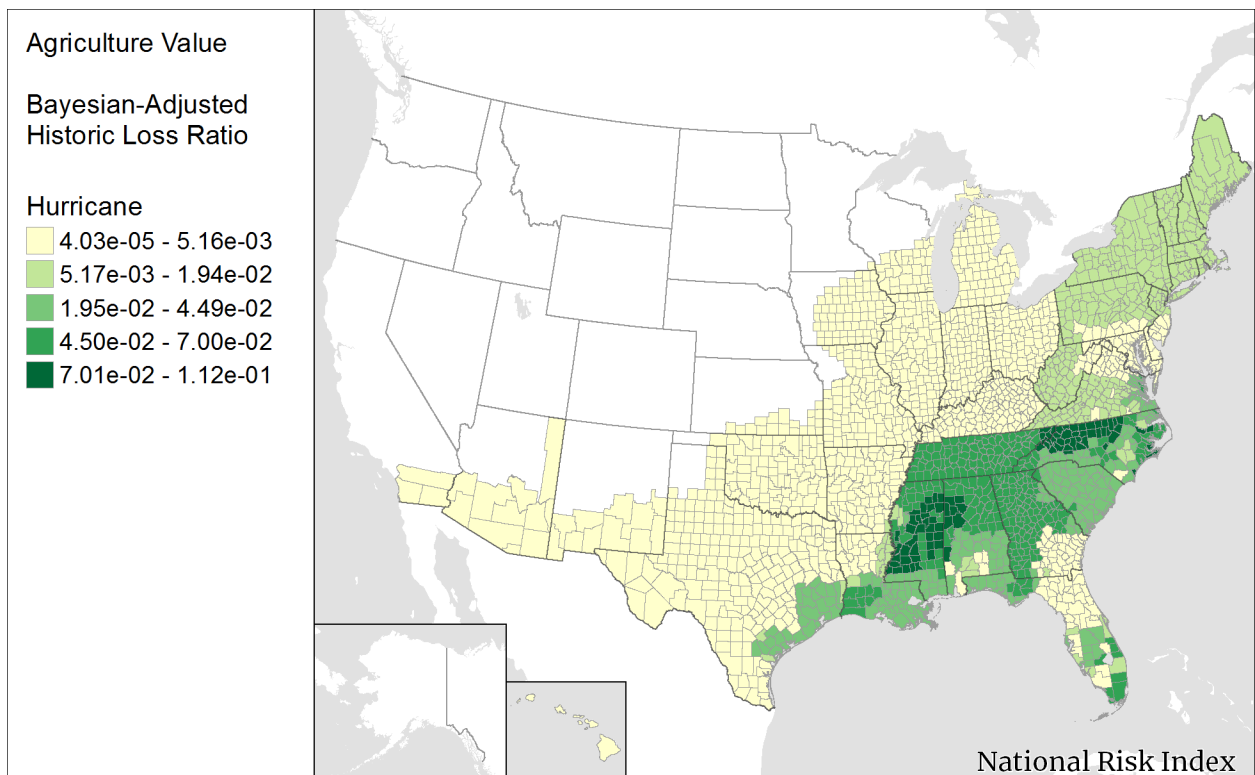 Agriculture Value
Bayesian-Adjusted
Historic Loss Ratio
Hurricane
4.03e-05 - 5.16e-03
5.17e-03 - 1.94e-02
1.95e-02 - 4.49e-02
4.50e-02 - 7.00e-02
7.01e-02 - 1.12e-01
National Risk Index